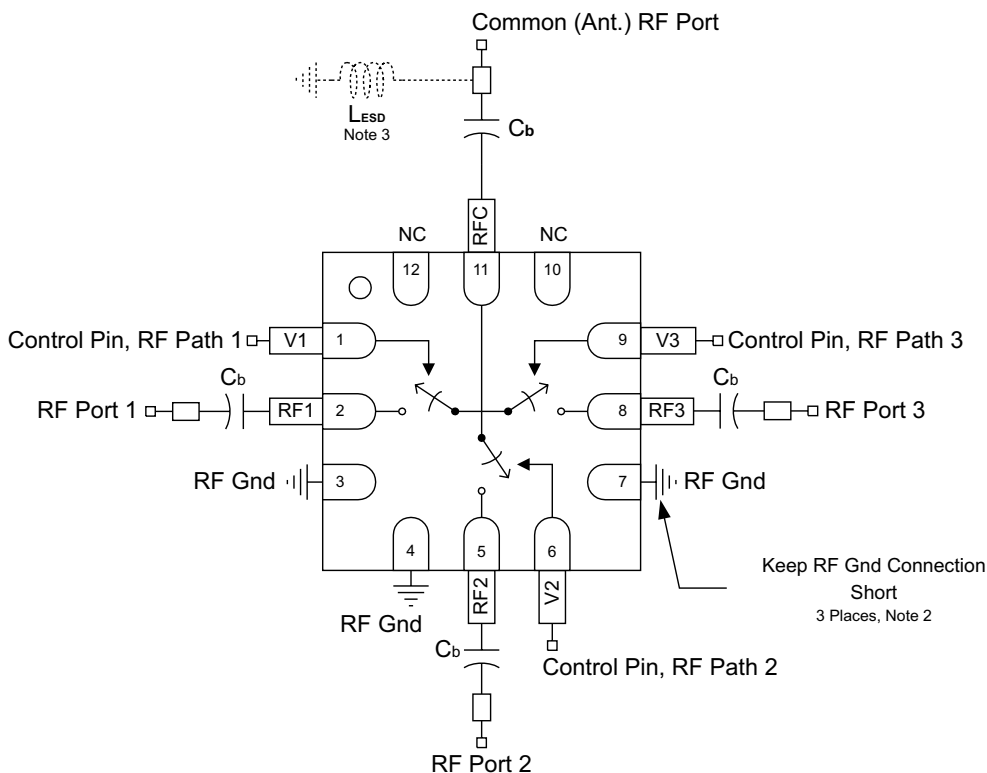 Common (Ant.) RF Port
LESD
Note 3
Cb
RFC
NC
NC
12
11
10
Control Pin, RF Path 1
V1
1
9
V3
Control Pin, RF Path 3
Cb
Cb
RF Port 1
RF1
2
8
RF3
RF Port 3
RF Gnd
3
7
RF Gnd
4
5
6
Keep RF Gnd Connection
Short
3 Places, Note 2
RF Gnd
RF2
V2
Cb
Control Pin, RF Path 2
RF Port 2